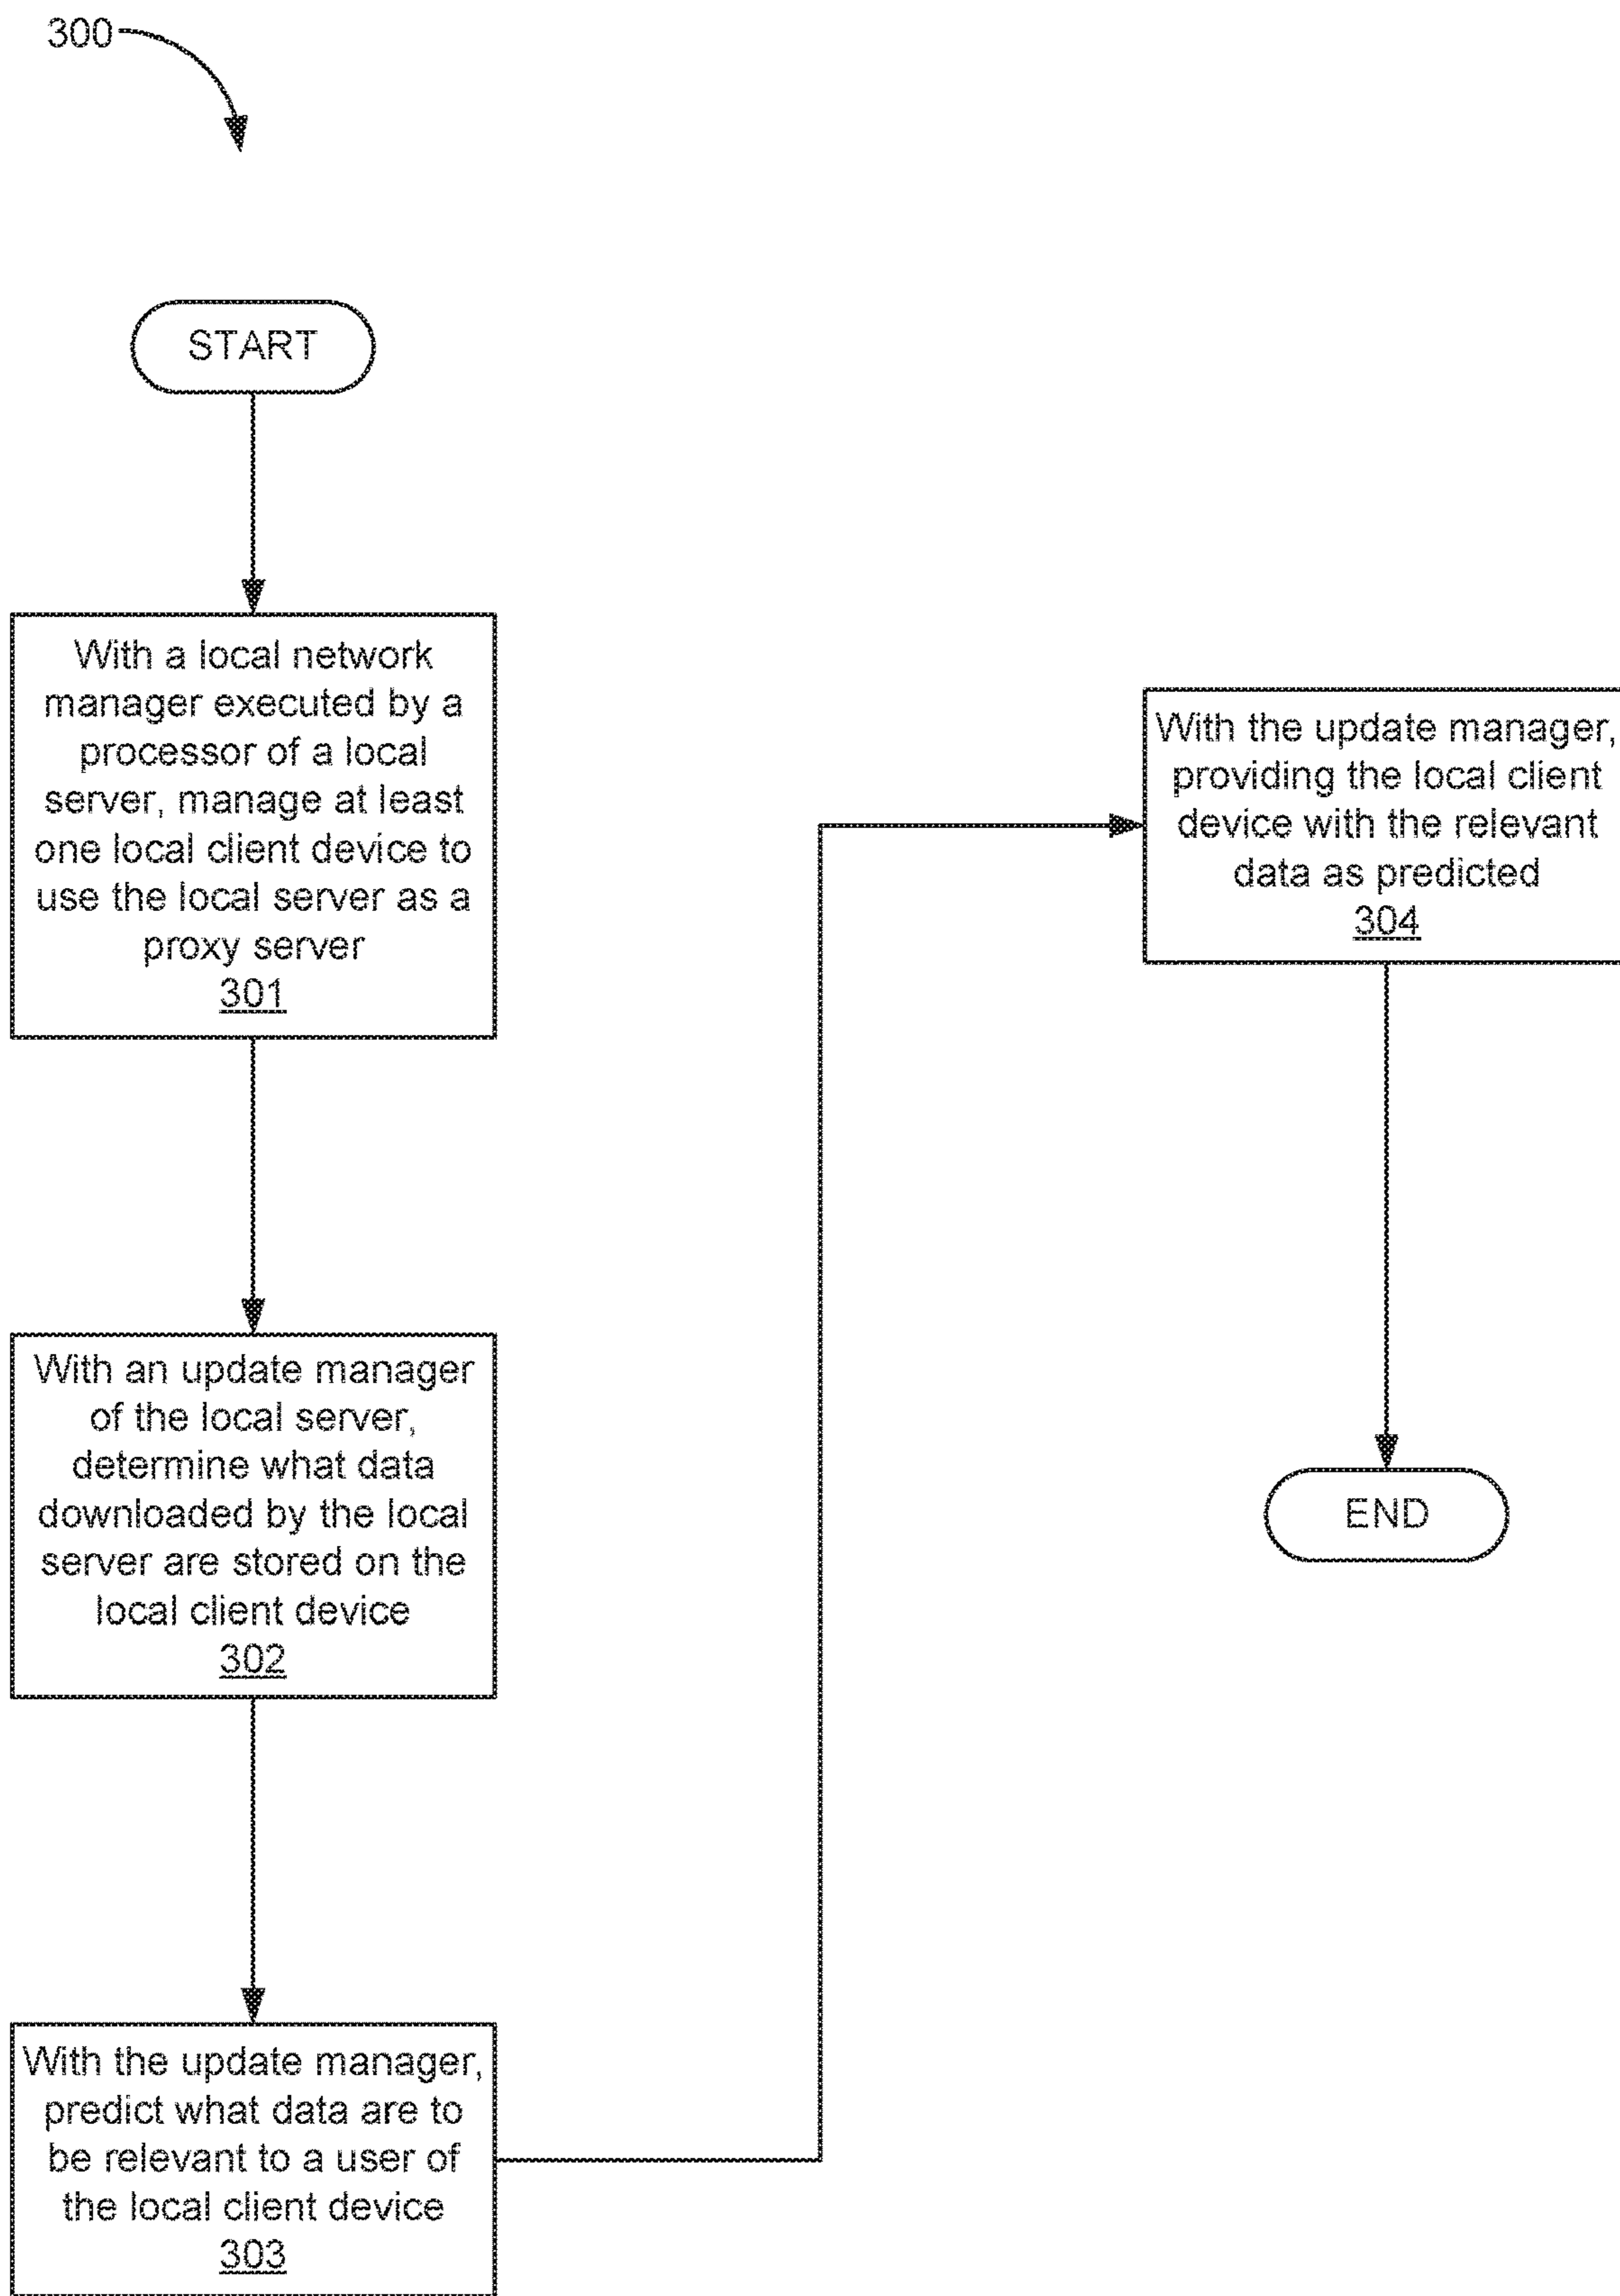 300
START
With a local network
manager executed by a
processor of a local
server, manage at least
one local client device to
use the local server as a
proxy server
301
With an update manager
of the local server,
determine what data
downloaded by the local
server are stored on the
local client device
302
With the update manager,
predict what data are to
be relevant to a user of
the local client device
303
With the update manager,
providing the local client
device with the relevant
data as predicted
304
END